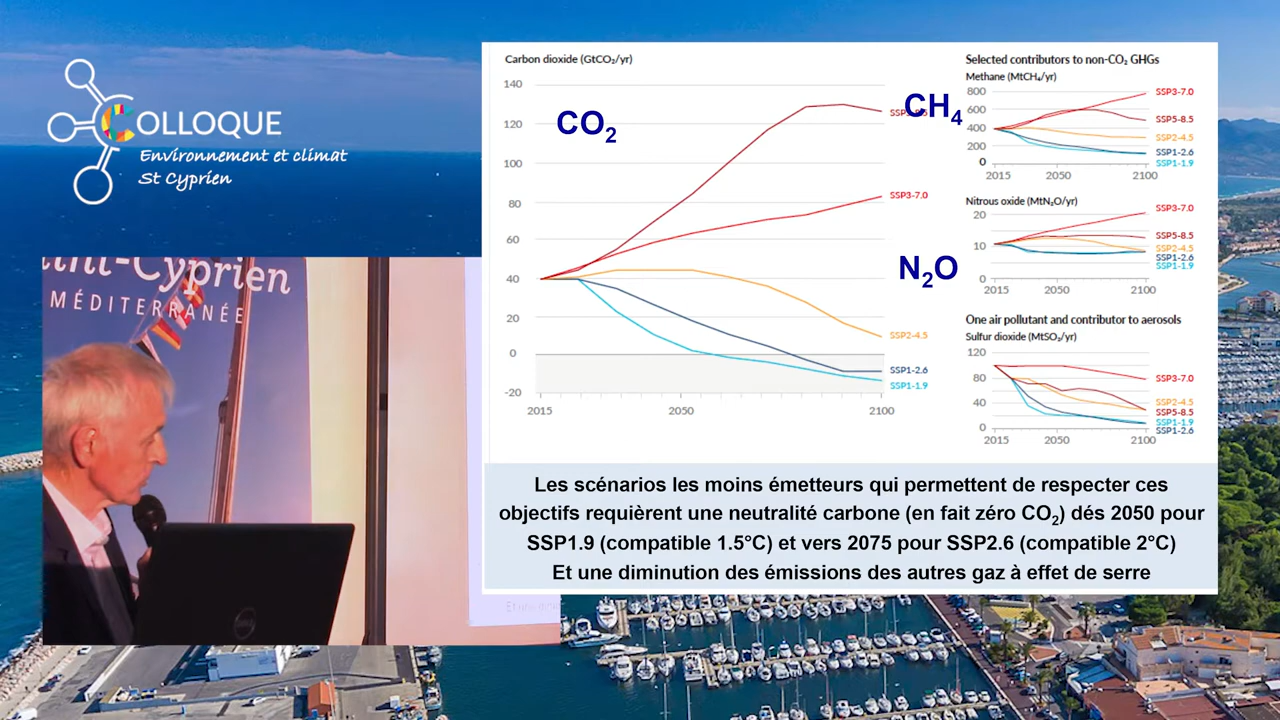 COLLOQUE
Environnement et climat
St Cyprien
int-Cyprien
MÉDITERRANÉE
DELL
Carbon dioxide (GtCO₂/yr)
CO₂
140
120
100
80
60
40
20
0
-20
2015
2050
2100
SSP3-7.0
SSP2-4.5
SSP1-2.6
SSP1-1.9
Selected contributors to non-CO₂ GHGs
Methane (MtCH₄/yr)
CH₄
800
600
400
200
0
2015
2050
2100
SSP3-7.0
SSP5-8.5
SSP2-4.5
SSP1-2.6
SSP1-1.9
Nitrous oxide (MtN₂O/yr)
N₂O
20
10
0
2015
2050
2100
SSP3-7.0
SSP5-8.5
SSP2-4.5
SSP1-2.6
SSP1-1.9
One air pollutant and contributor to aerosols
Sulfur dioxide (MtSO₂/yr)
120
80
40
0
2015
2050
2100
SSP3-7.0
SSP2-4.5
SSP5-8.5
SSP1-1.9
SSP1-2.6
Les scénarios les moins émetteurs qui permettent de respecter ces
objectifs requièrent une neutralité carbone (en fait zéro CO₂) dés 2050 pour
SSP1.9 (compatible 1.5°C) et vers 2075 pour SSP2.6 (compatible 2°C)
Et une diminution des émissions des autres gaz à effet de serre